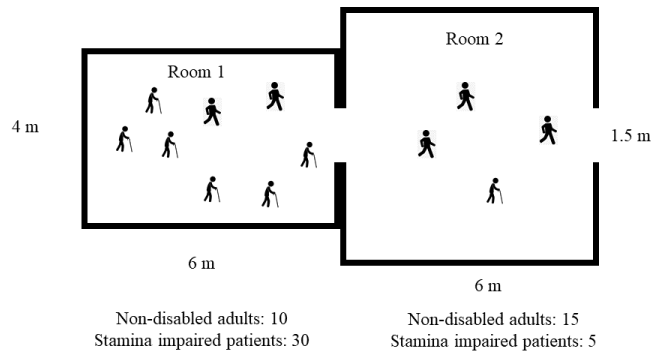 Room 2
Room 1
4 m
1.5 m
6 m
6 m
Non-disabled adults: 10
Stamina impaired patients: 30
Non-disabled adults: 15
Stamina impaired patients: 5